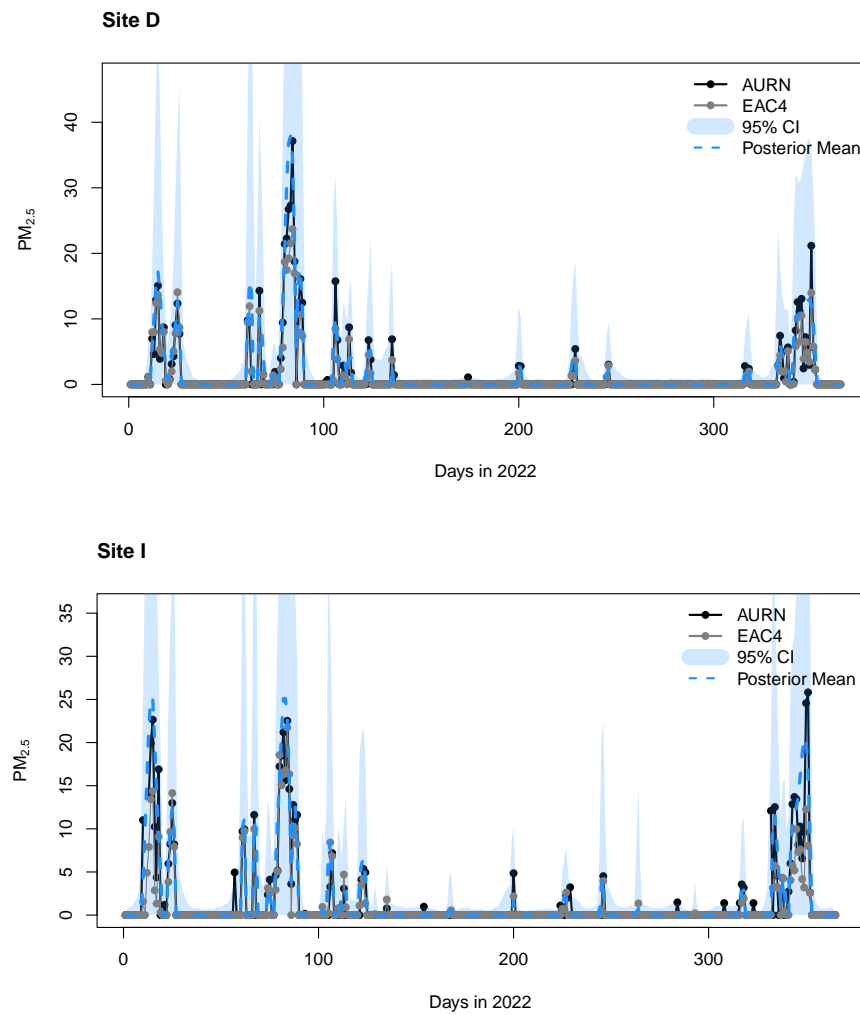 Site D
AURN
EAC4
95% CI
Posterior Mean
PM2.5
0 10 20 30 40
0 100 200 300
Days in 2022
Site I
AURN
EAC4
95% CI
Posterior Mean
PM2.5
0 5 10 15 20 25 30 35
0 100 200 300
Days in 2022